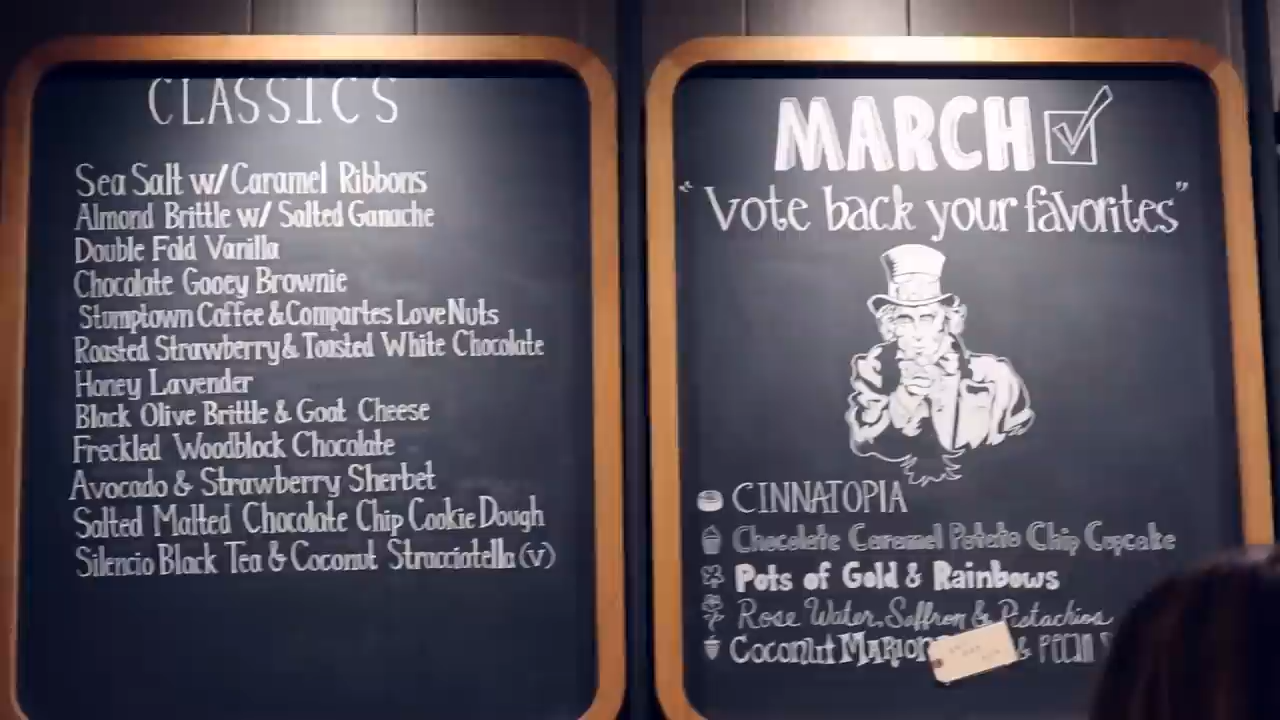 CLASSICS
Sea Salt w/ Caramel Ribbons
Almond Brittle w/ Salted Ganache
Double Fold Vanilla
Chocolate Gooey Brownie
Stumptown Coffee & Compartes Love Nuts
Roasted Strawberry & Toasted White Chocolate
Honey Lavender
Black Olive Brittle & Goat Cheese
Freckled Woodblock Chocolate
Avocado & Strawberry Sherbet
Salted Malted Chocolate Chip Cookie Dough
Silencio Black Tea & Coconut Stracciatella (v)
MARCH
"Vote back your favorites"
CINNATOPIA
Chocolate Caramel Potato Chip Cupcake
Pots of Gold & Rainbows
Rose Water, Saffron & Pistachios
Coconut & PECAN